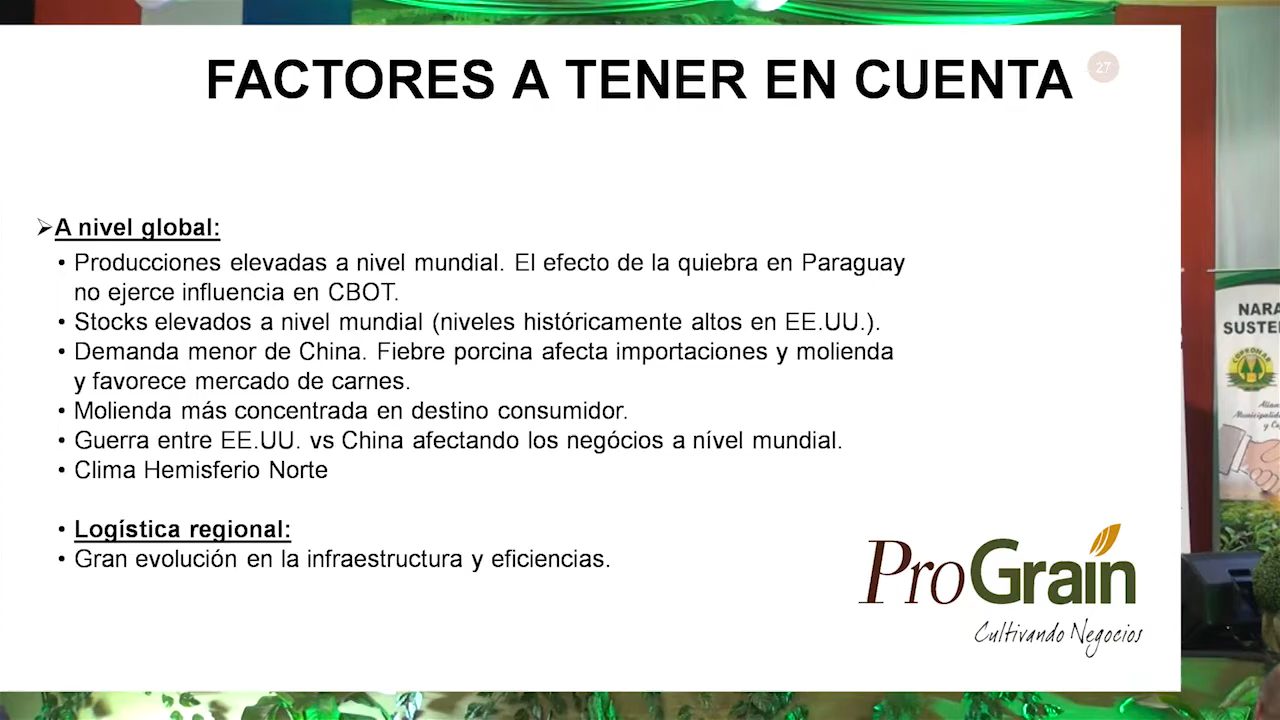 FACTORES A TENER EN CUENTA
27
A nivel global:
• Producciones elevadas a nivel mundial. El efecto de la quiebra en Paraguay
no ejerce influencia en CBOT.
• Stocks elevados a nivel mundial (niveles históricamente altos en EE.UU.).
• Demanda menor de China. Fiebre porcina afecta importaciones y molienda
y favorece mercado de carnes.
• Molienda más concentrada en destino consumidor.
• Guerra entre EE.UU. vs China afectando los negócios a nível mundial.
• Clima Hemisferio Norte
• Logística regional:
• Gran evolución en la infraestructura y eficiencias.
ProGrain
Cultivando Negocios
NARA
SUSTE
COPRONAR
y